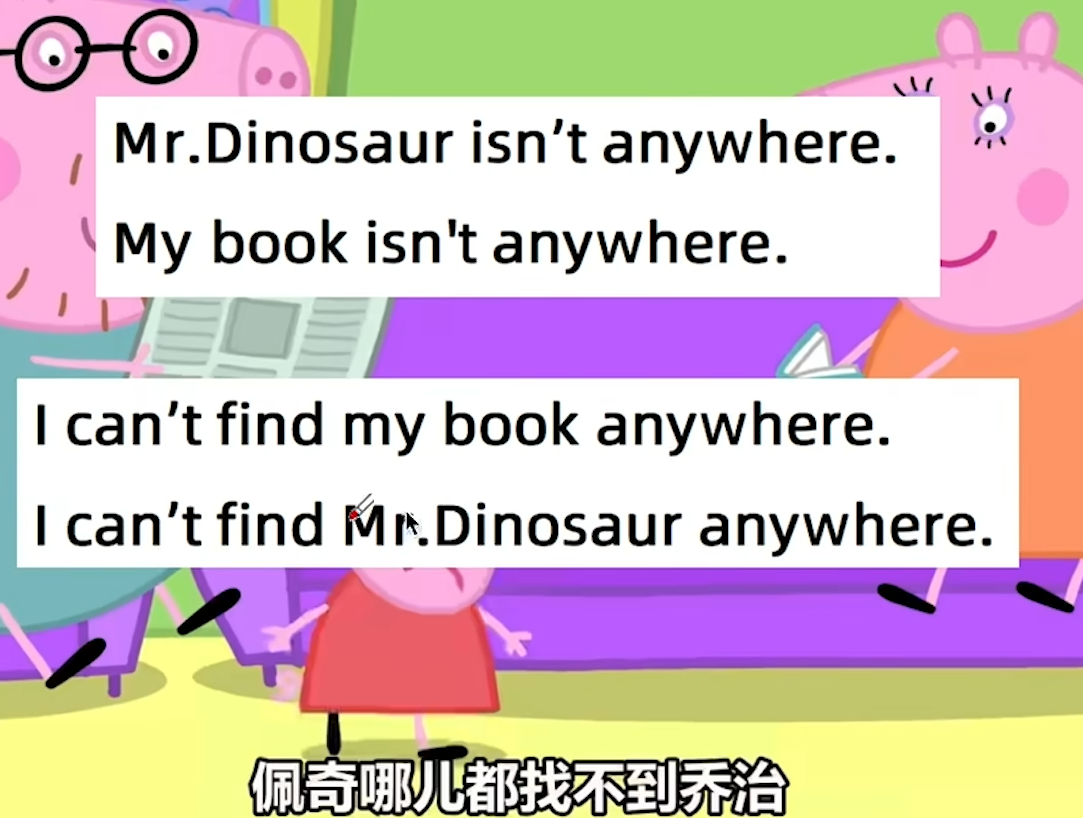 Mr.Dinosaur isn’t anywhere.
My book isn't anywhere.
I can’t find my book anywhere.
I can’t find Mr.Dinosaur anywhere.
佩奇哪儿都找不到乔治